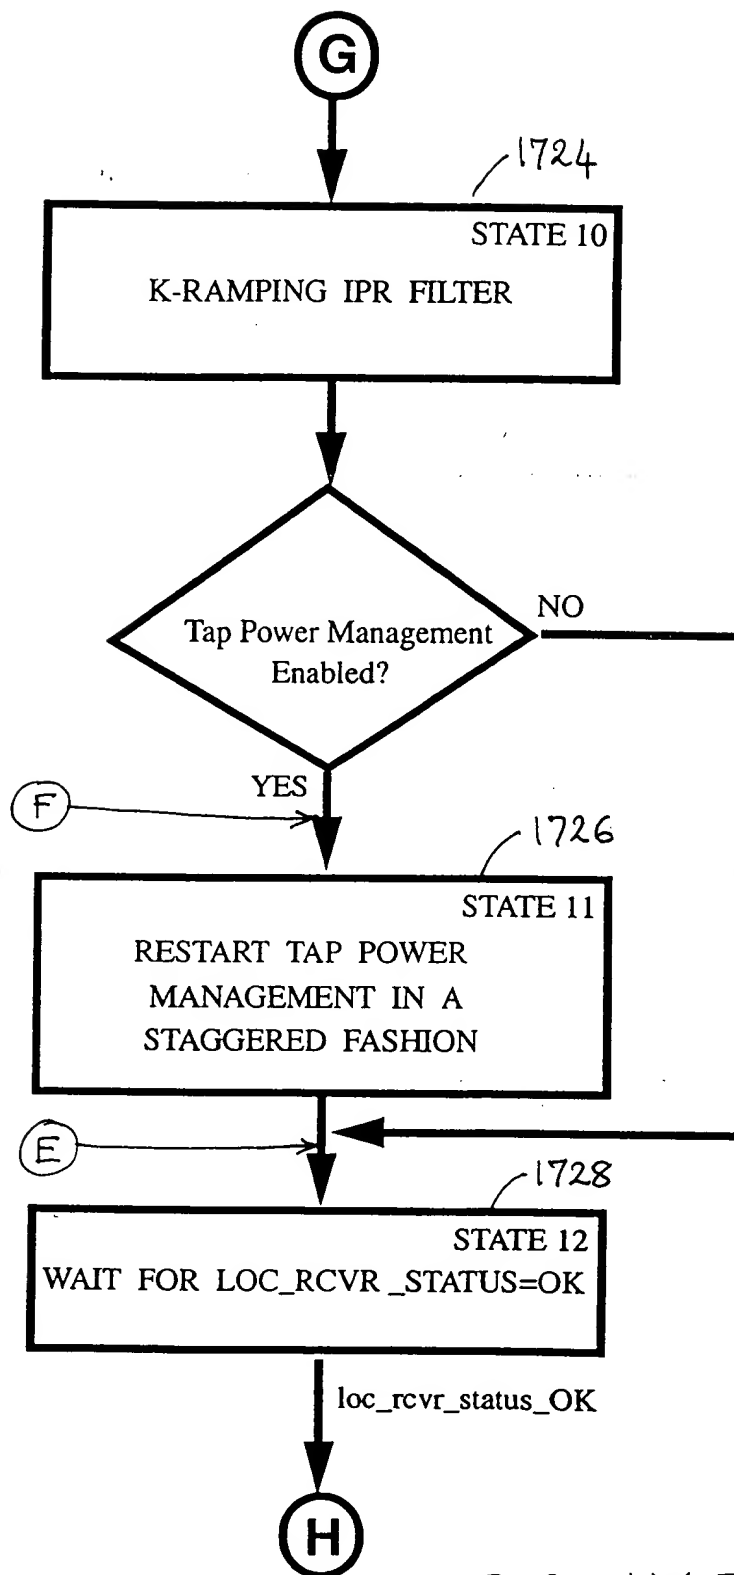 G
1724
STATE 10
K-RAMPING IPR FILTER
Tap Power Management
Enabled?
NO
YES
F
1726
STATE 11
RESTART TAP POWER
MANAGEMENT IN A
STAGGERED FASHION
E
1728
STATE 12
WAIT FOR LOC_RCVR_STATUS=OK
loc_rcvr_status_OK
H